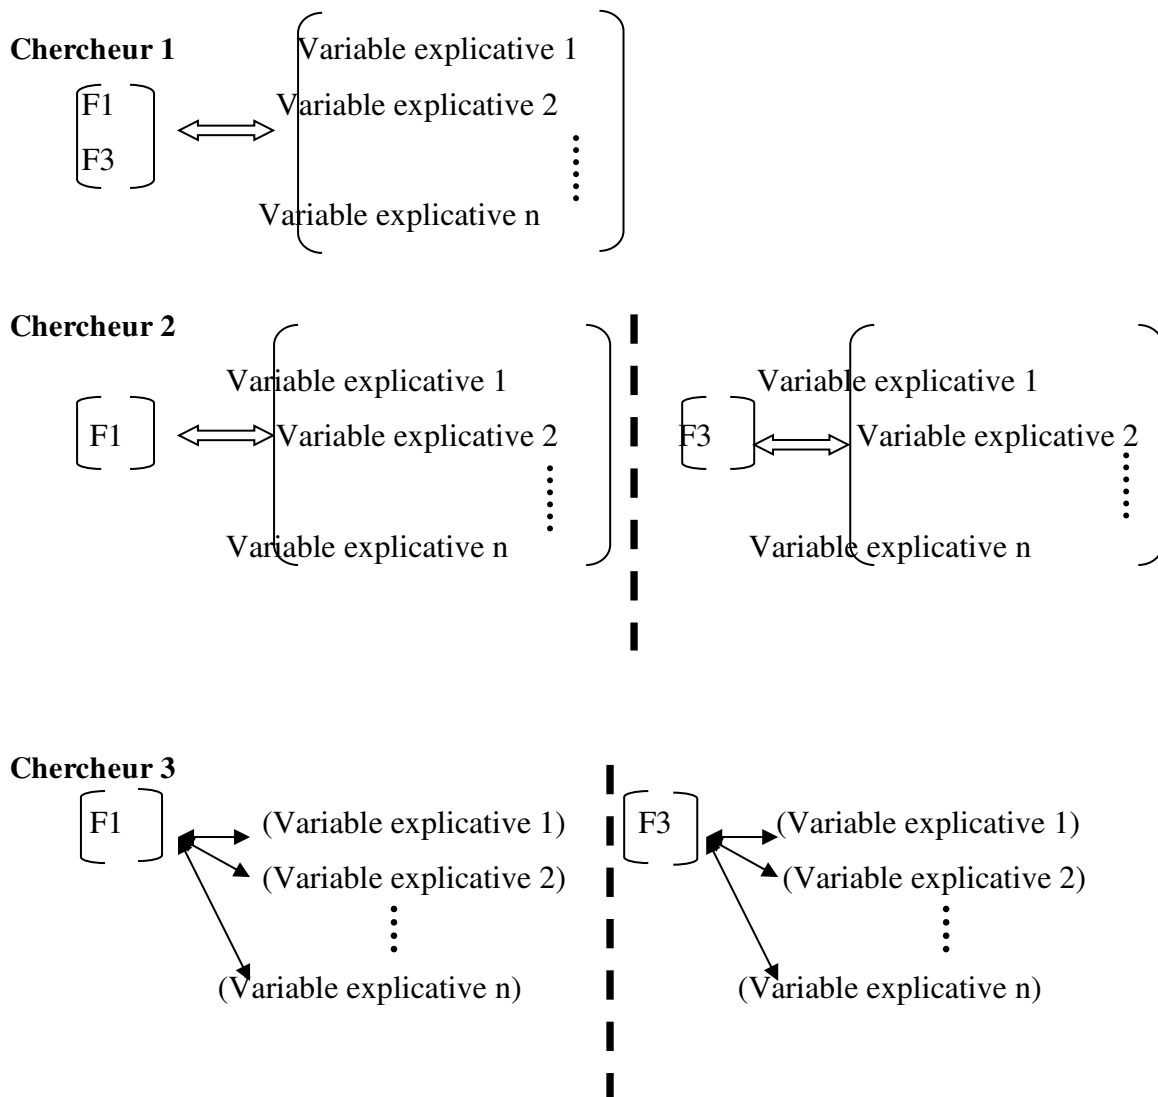 Chercheur 1
Variable explicative 1
F1
Variable explicative 2
F3
Variable explicative n
Chercheur 2
Variable explicative 1
F1
Variable explicative 2
Variable explicative n
Variable explicative 1
F3
Variable explicative 2
Variable explicative n
Chercheur 3
F1
(Variable explicative 1)
(Variable explicative 2)
(Variable explicative n)
F3
(Variable explicative 1)
(Variable explicative 2)
(Variable explicative n)